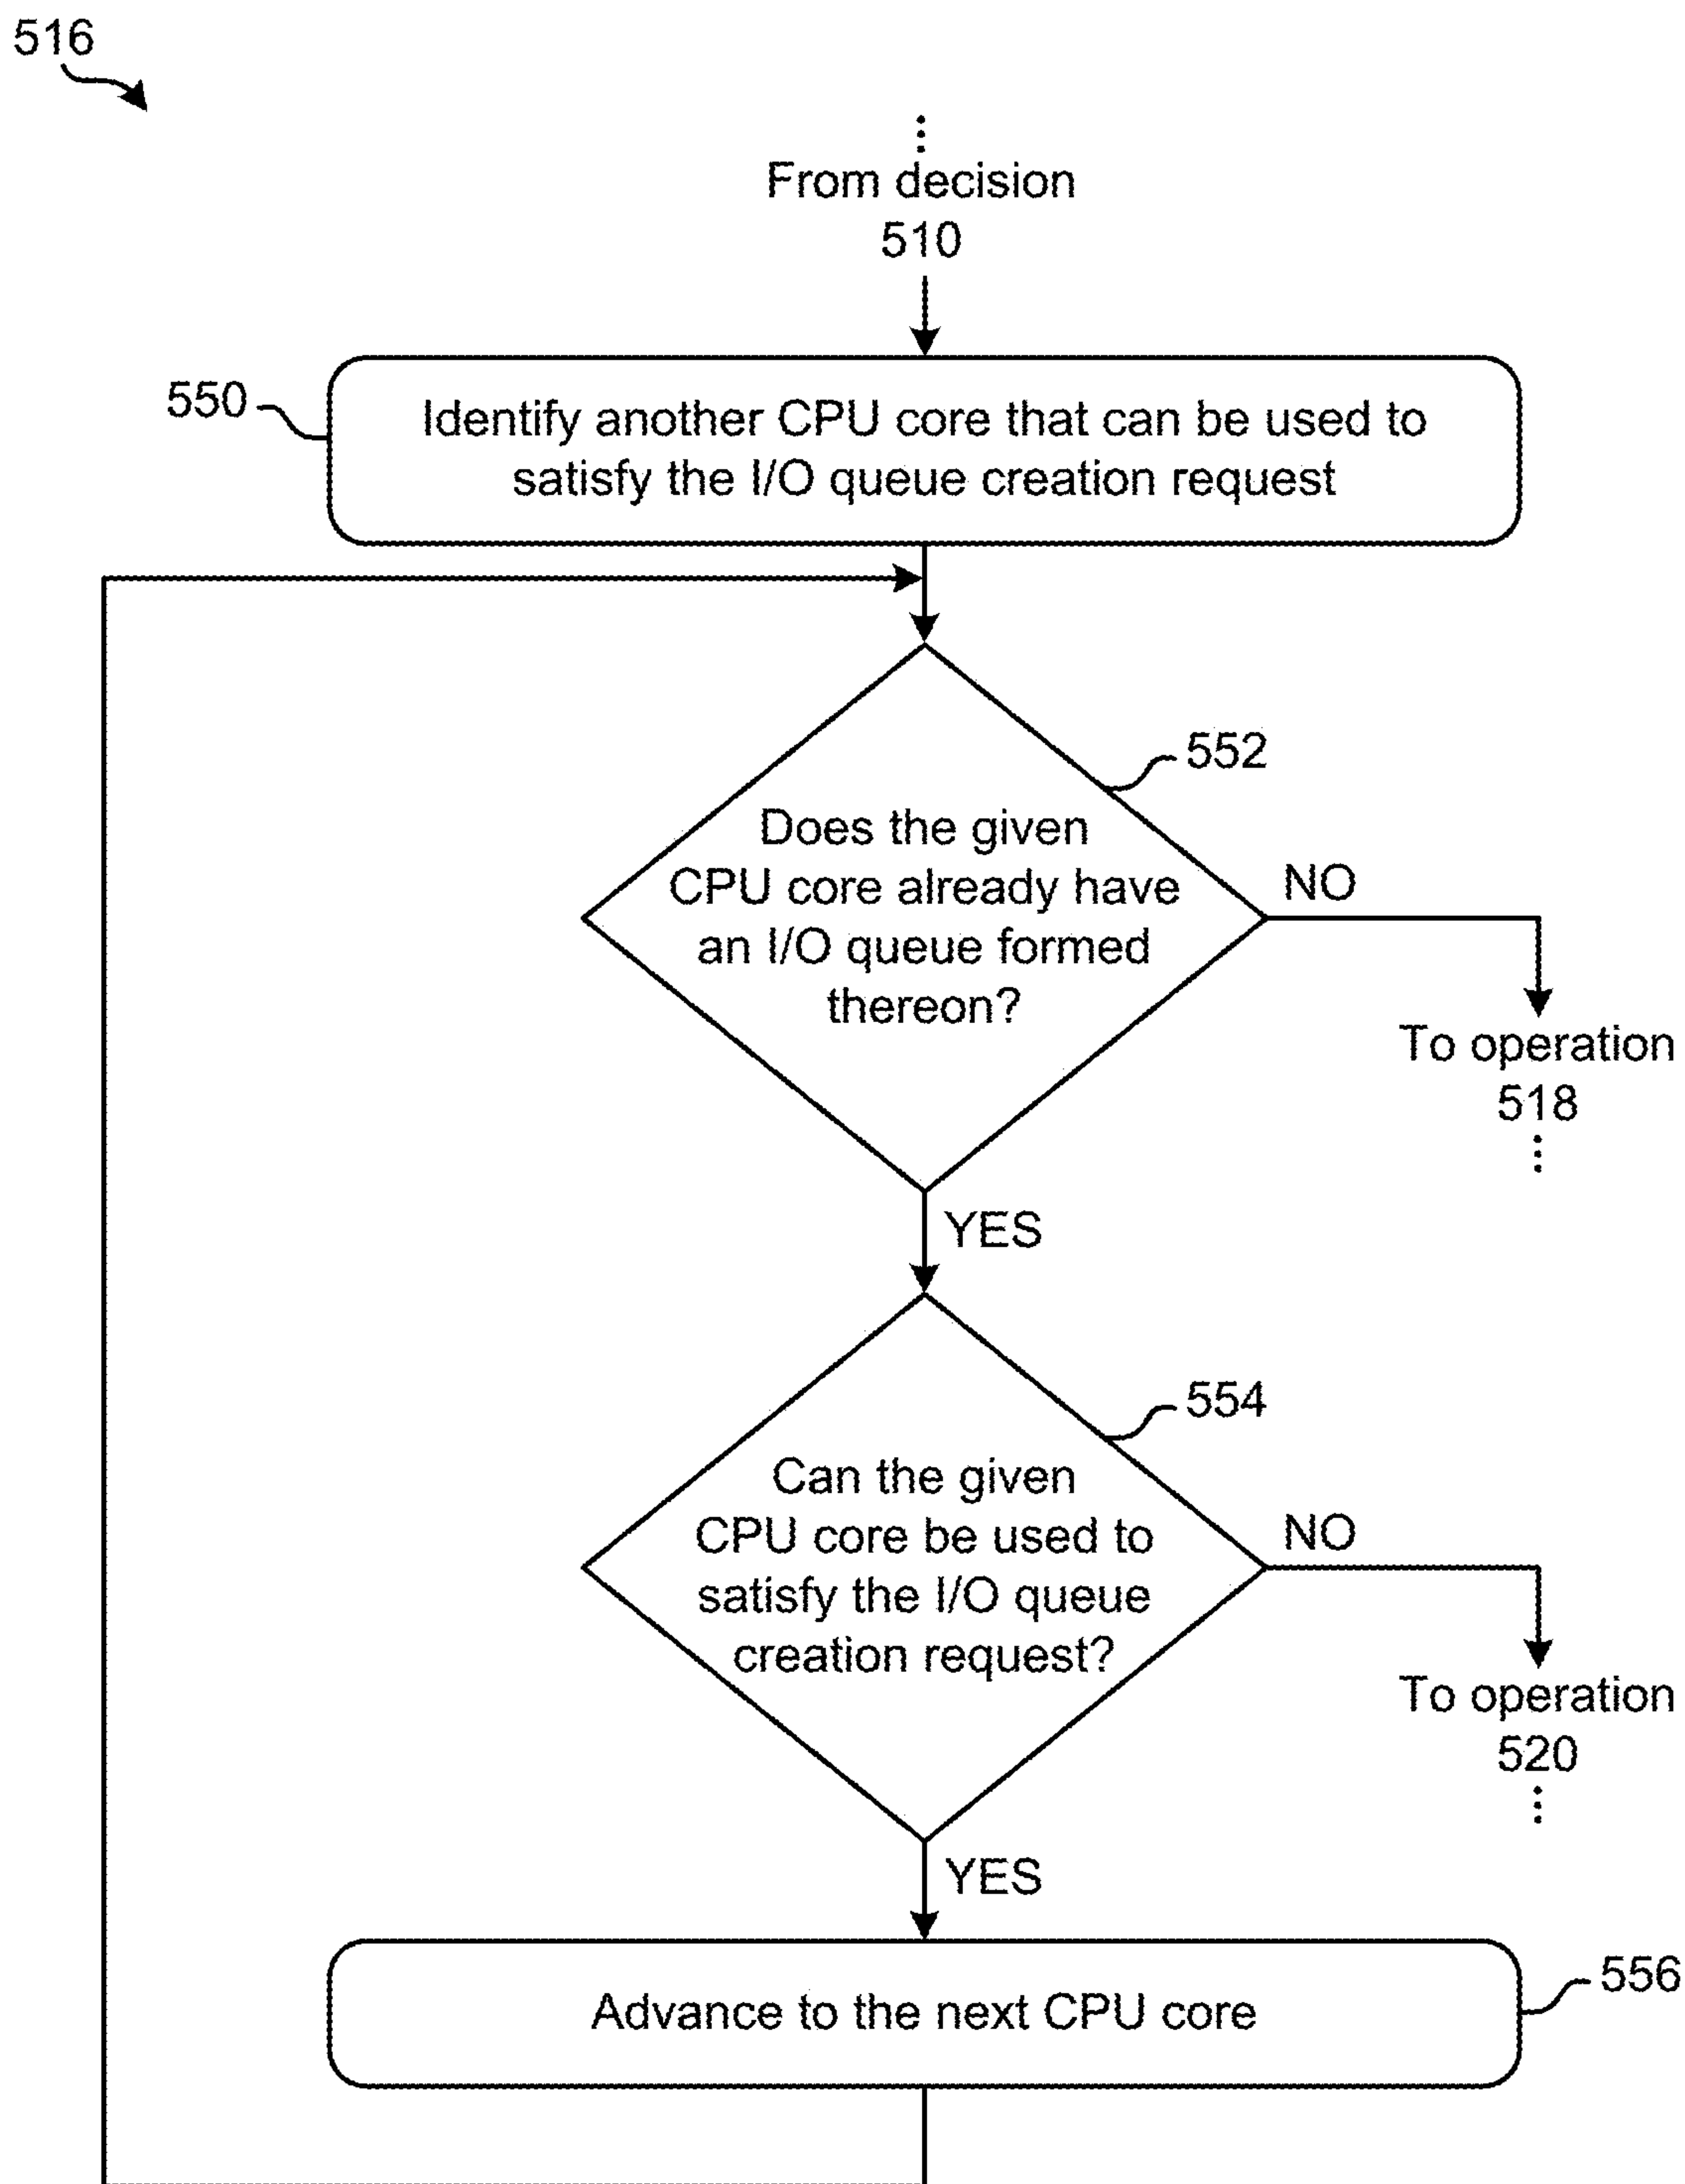 516
From decision
510
550
Identify another CPU core that can be used to
satisfy the I/O queue creation request
552
Does the given
CPU core already have
an I/O queue formed
thereon?
NO
To operation
518
YES
554
Can the given
CPU core be used to
satisfy the I/O queue
creation request?
NO
To operation
520
YES
556
Advance to the next CPU core